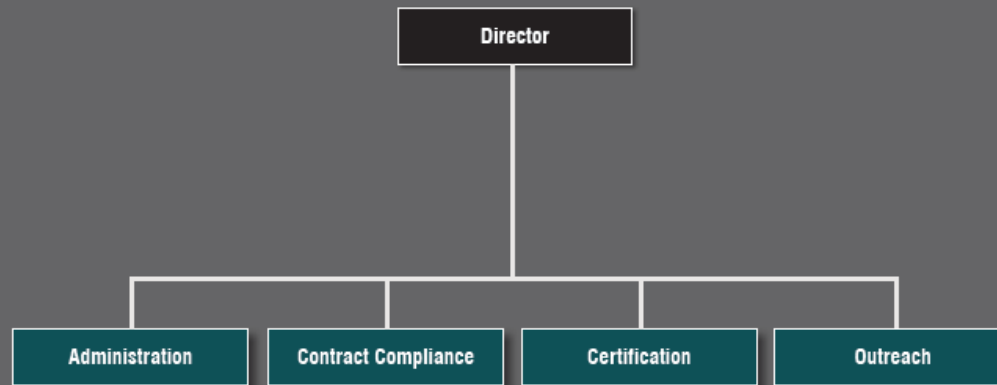 Director
Administration
Contract Compliance
Certification
Outreach